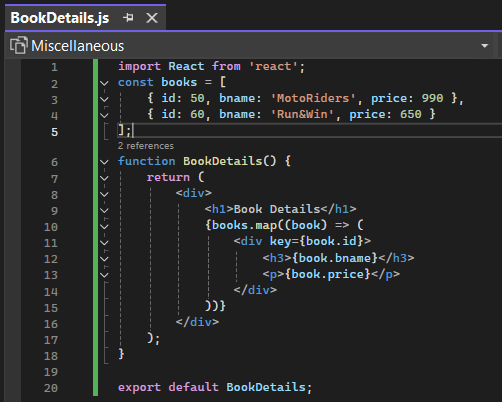 BookDetails.js
Miscellaneous
1 import React from 'react';
2 const books = [
3 { id: 50, bname: 'MotoRiders', price: 990 },
4 { id: 60, bname: 'Run&Win', price: 650 }
5 ];
2 references
6 function BookDetails() {
7 return (
8 <div>
9 <h1>Book Details</h1>
10 {books.map((book) => (
11 <div key={book.id}>
12 <h3>{book.bname}</h3>
13 <p>{book.price}</p>
14 </div>
15 ))}
16 </div>
17 );
18 }
19
20 export default BookDetails;